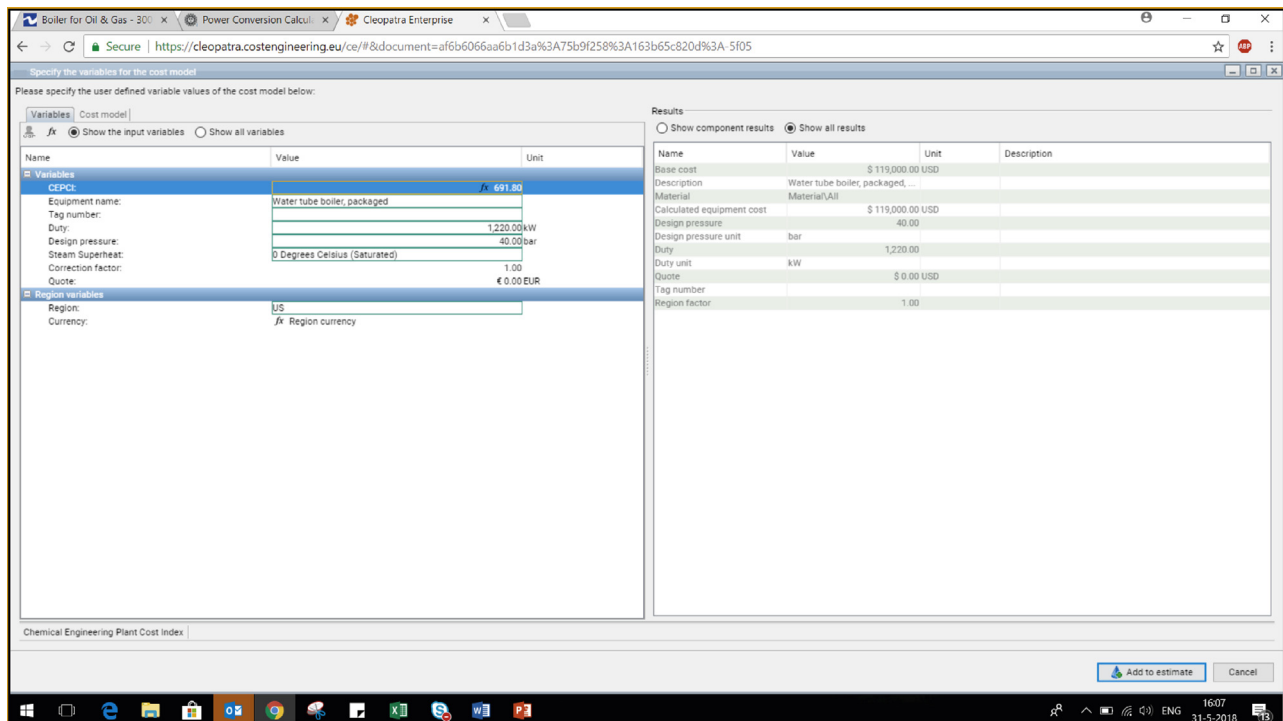 Boiler for Oil & Gas - 300 × Power Conversion Calcul × Cleopatra Enterprise ×
Secure | https://cleopatra.costengineering.eu/ce/#&document=af6b6066aa6b1d3a%3A75b9f258%3A163b65c820d%3A-5f05
ABP
Specify the variables for the cost model
Please specify the user defined variable values of the cost model below:
Variables Cost model
fx Show the input variables Show all variables
Name Value Unit
Variables
CEPCI: fx 691.80
Equipment name: Water tube boiler, packaged
Tag number:
Duty: 1,220.00 kW
Design pressure: 40.00 bar
Steam Superheat: 0 Degrees Celsius (Saturated)
Correction factor: 1.00
Quote: € 0.00 EUR
Region variables
Region: US
Currency: fx Region currency
Results
Show component results Show all results
Name Value Unit Description
Base cost $ 119,000.00 USD
Description Water tube boiler, packaged, ...
Material Material\All
Calculated equipment cost $ 119,000.00 USD
Design pressure 40.00
Design pressure unit bar
Duty 1,220.00
Duty unit kW
Quote $ 0.00 USD
Tag number
Region factor 1.00
Chemical Engineering Plant Cost Index
Add to estimate Cancel
ENG 16:07
31-5-2018
13